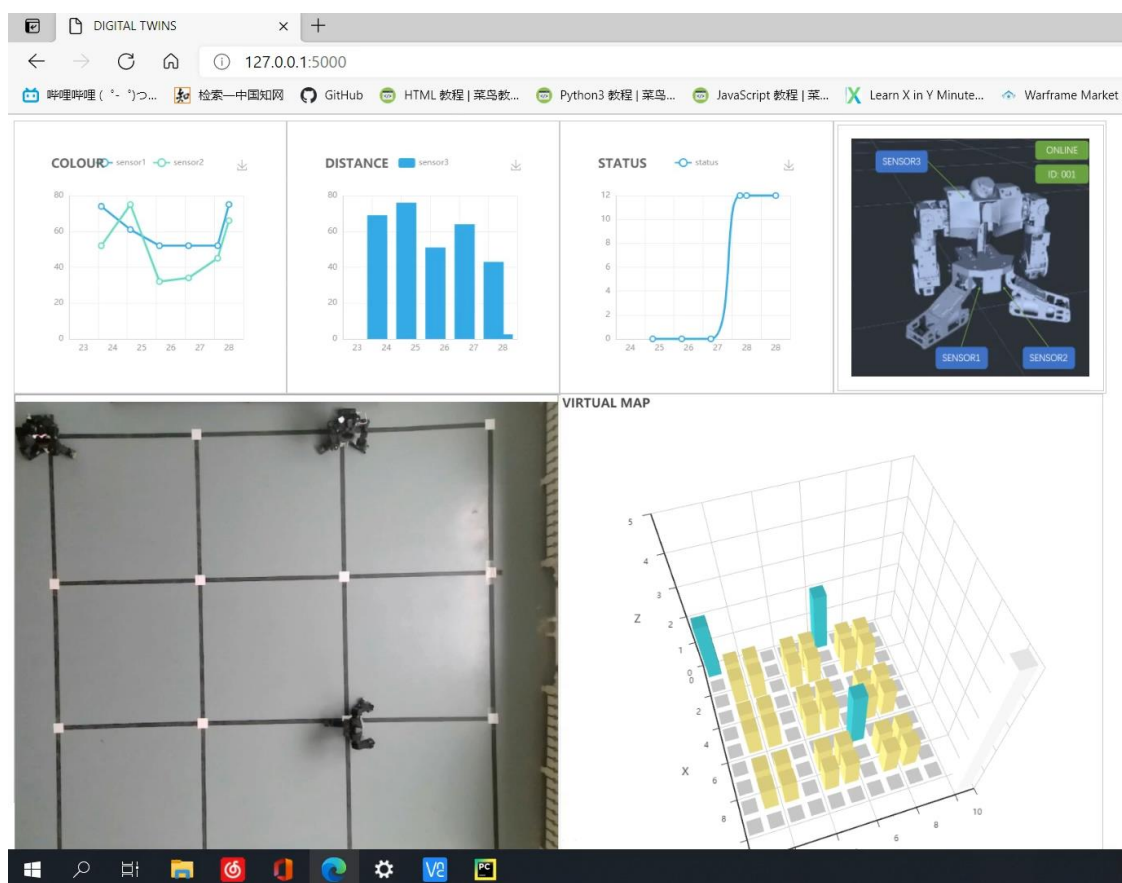 DIGITAL TWINS
127.0.0.1:5000
哔哩哔哩 ( ゜- ゜)つ... 检索—中国知网 GitHub HTML 教程 | 菜鸟教... Python3 教程 | 菜鸟... JavaScript 教程 | 菜... Learn X in Y Minute... Warframe Market
COLOUR sensor1 sensor2
80
60
40
20
0
23 24 25 26 27 28
DISTANCE sensor3
80
60
40
20
0
23 24 25 26 27 28
STATUS status
12
10
8
6
4
2
0
24 25 26 27 28 28
ONLINE
ID: 001
SENSOR3
SENSOR1 SENSOR2
VIRTUAL MAP
5
4
3
Z 2
1
0
0
2
4
X
6
8
6 8 10
VC
PC